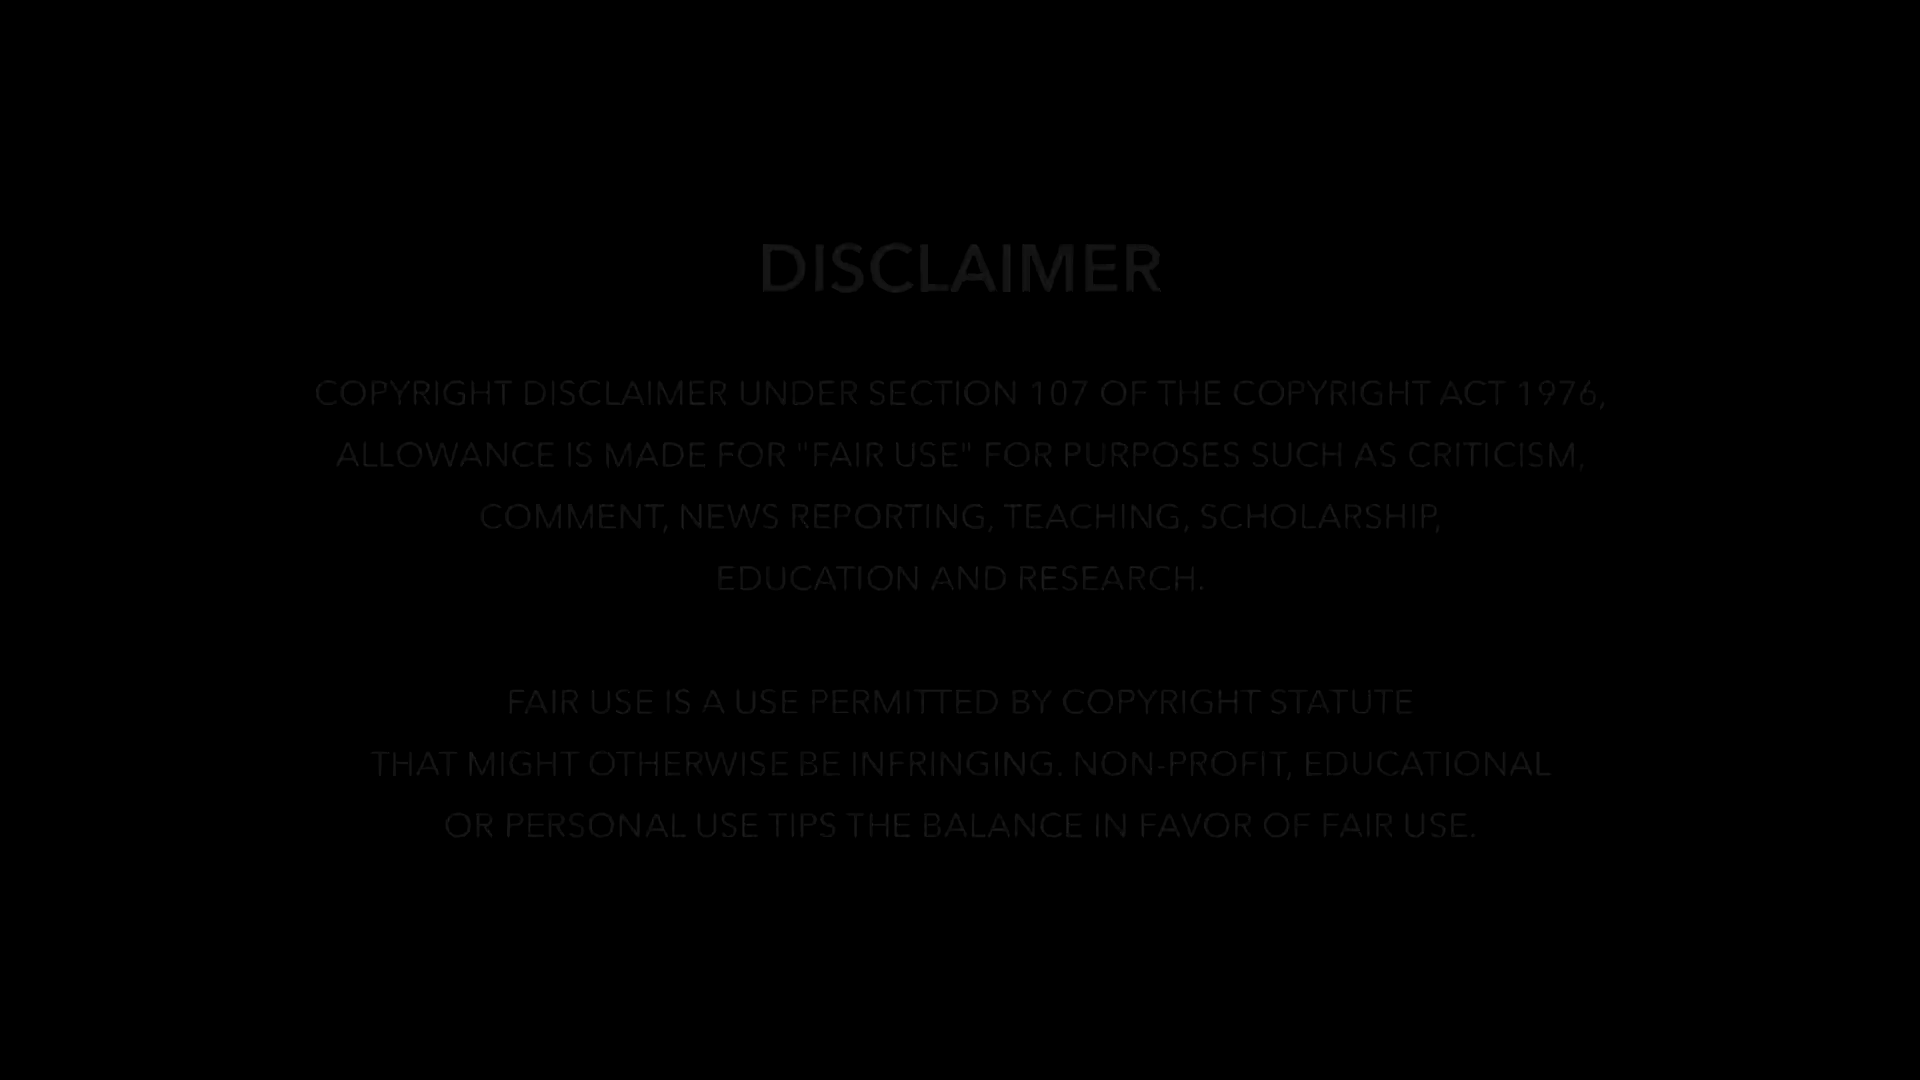 DISCLAIMER
COPYRIGHT DISCLAIMER UNDER SECTION 107 OF THE COPYRIGHT ACT 1976,
ALLOWANCE IS MADE FOR "FAIR USE" FOR PURPOSES SUCH AS CRITICISM,
COMMENT, NEWS REPORTING, TEACHING, SCHOLARSHIP,
EDUCATION AND RESEARCH.
FAIR USE IS A USE PERMITTED BY COPYRIGHT STATUTE
THAT MIGHT OTHERWISE BE INFRINGING. NON-PROFIT, EDUCATIONAL
OR PERSONAL USE TIPS THE BALANCE IN FAVOR OF FAIR USE.